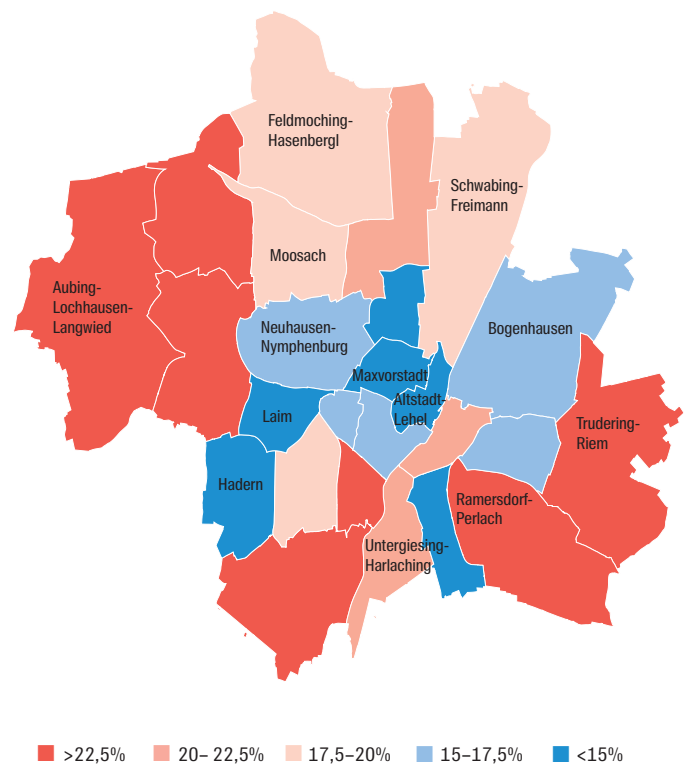 Feldmoching-
Hasenbergl
Schwabing-
Freimann
Moosach
Aubing-
Lochhausen-
Langwied
Neuhausen-
Nymphenburg
Bogenhausen
Maxvorstadt
Altstadt-
Lehel
Laim
Trudering-
Riem
Hadern
Ramersdorf-
Perlach
Untergiesing-
Harlaching
>22,5% 20–22,5% 17,5–20% 15–17,5% <15%